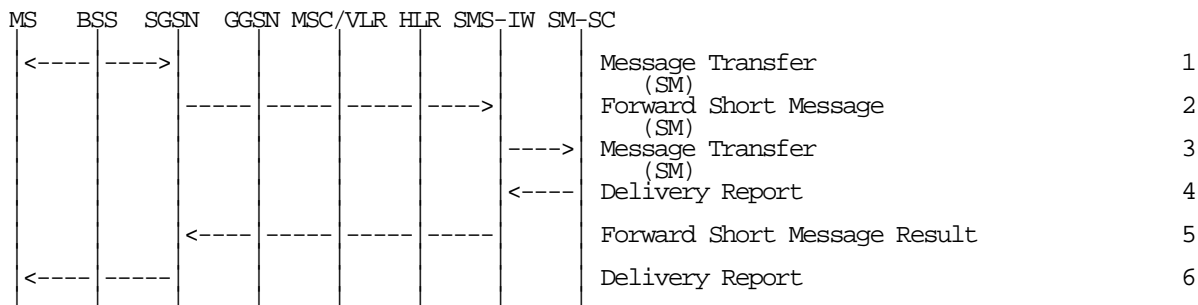 MS BSS SGSN GGSN MSC/VLR HLR SMS-IW SM-SC
Message Transfer 1
(SM)
Forward Short Message 2
(SM)
Message Transfer 3
(SM)
Delivery Report 4
Forward Short Message Result 5
Delivery Report 6